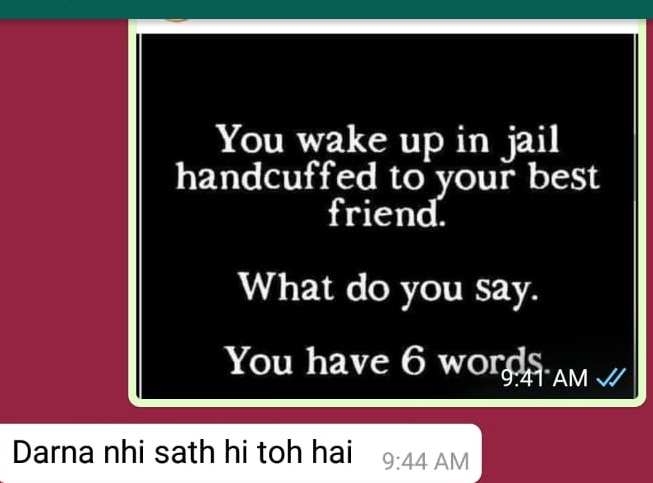 You wake up in jail
handcuffed to your best
friend.
What do you say.
You have 6 words.
9:41 AM
Darna nhi sath hi toh hai
9:44 AM